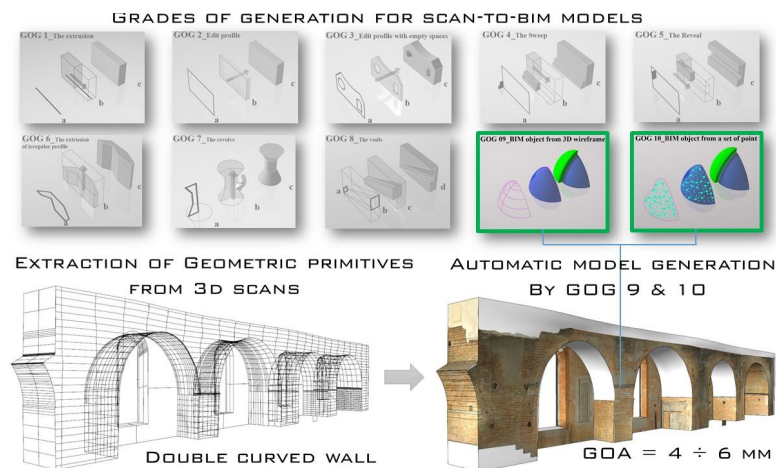 GRADES OF GENERATION FOR SCAN-TO-BIM MODELS
GOG 1_The extrusion
a
b
c
GOG 2_Edit profile
a
b
c
GOG 3_Edit profile with empty spaces
a
b
c
GOG 4_The Sweep
a
b
c
GOG 5_The Reveal
a
b
c
GOG 6_The extrusion
of irregular profile
a
b
c
GOG 7_The revolve
a
b
c
GOG 8_The voids
a
b
c
d
GOG 09_BIM object from 3D wireframe
GOG 10_BIM object from a set of point
EXTRACTION OF GEOMETRIC PRIMITIVES
FROM 3D SCANS
AUTOMATIC MODEL GENERATION
BY GOG 9 & 10
DOUBLE CURVED WALL
GOA = 4 ÷ 6 MM